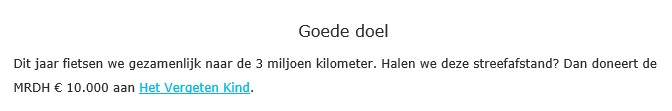 Goede doel
Dit jaar fietsen we gezamenlijk naar de 3 miljoen kilometer. Halen we deze streefafstand? Dan doneert de
MRDH € 10.000 aan Het Vergeten Kind.